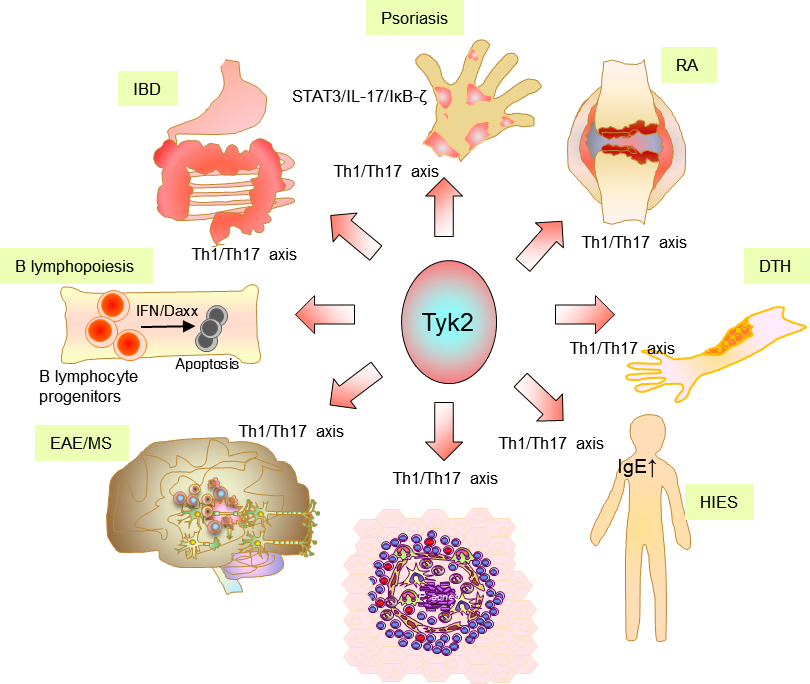 Psoriasis
IBD
RA
STAT3/IL-17/IκB-ζ
Th1/Th17 axis
Th1/Th17 axis
Th1/Th17 axis
B lymphopoiesis
DTH
IFN/Daxx
Tyk2
Apoptosis
Th1/Th17 axis
B lymphocyte
progenitors
EAE/MS
Th1/Th17 axis
Th1/Th17 axis
IgE↑
Th1/Th17 axis
HIES
acnes